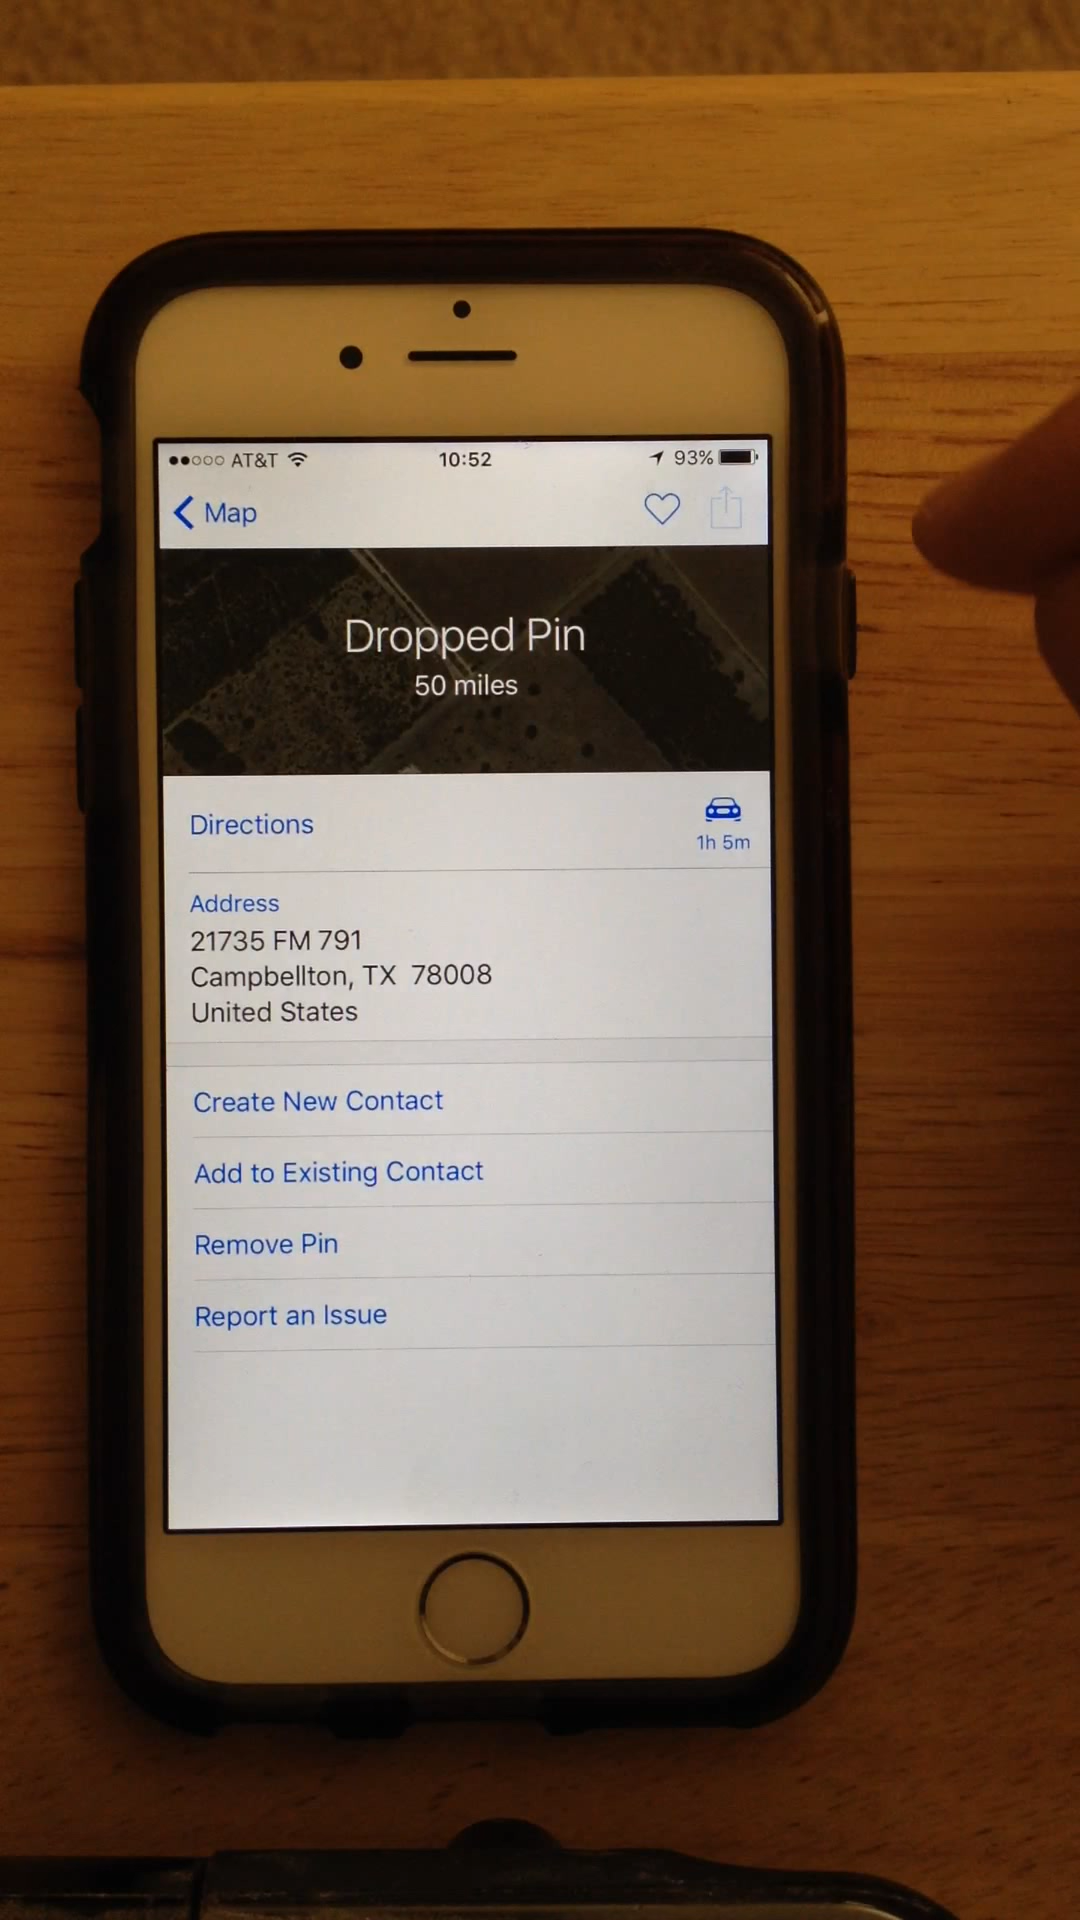 AT&T 10:52 93%
Map
Dropped Pin
50 miles
Directions
1h 5m
Address
21735 FM 791
Campbellton, TX 78008
United States
Create New Contact
Add to Existing Contact
Remove Pin
Report an Issue